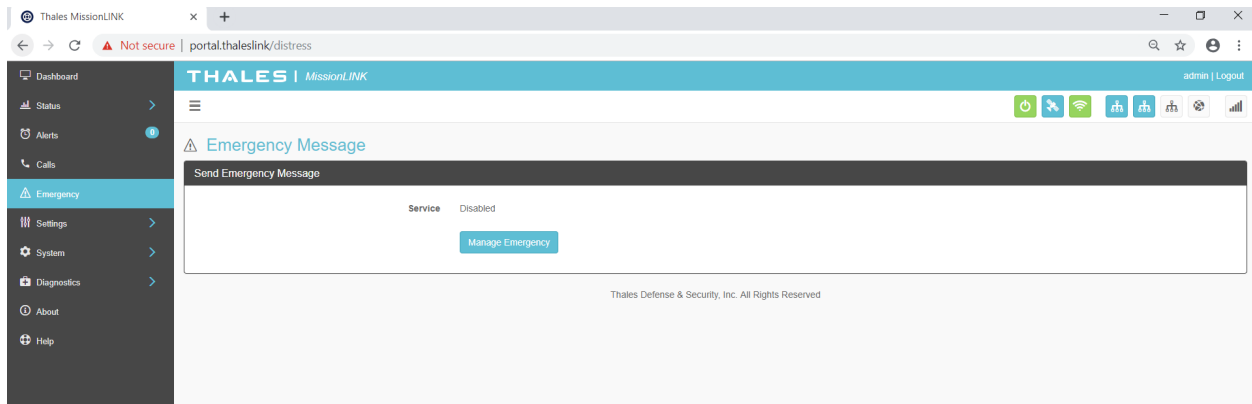 Thales MissionLINK
Not secure | portal.thaleslink/distress
Dashboard
THALES | MissionLINK
admin | Logout
Status
Alerts
0
Calls
Emergency
Settings
System
Diagnostics
About
Help
Emergency Message
Send Emergency Message
Service Disabled
Manage Emergency
Thales Defense & Security, Inc. All Rights Reserved